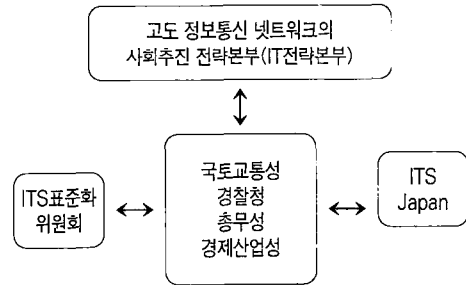 고도 정보통신 넷트워크의
사회추진 전략본부(IT전략본부)
국토교통성
경찰청
총무성
경제산업성
ITS표준화
위원회
ITS
Japan